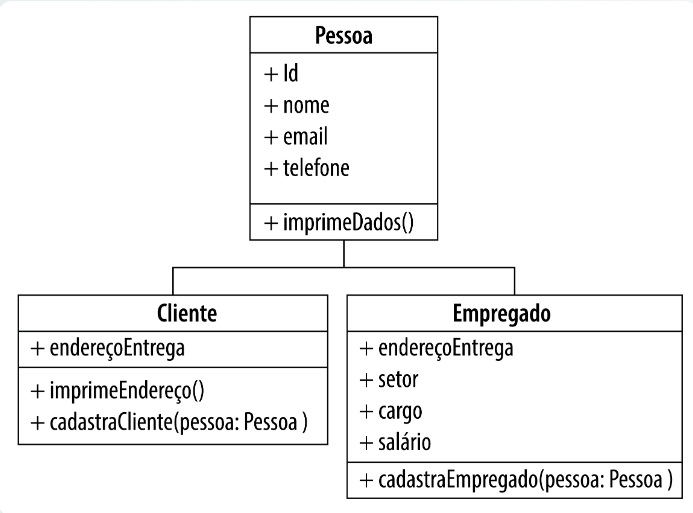 Pessoa
+ Id
+ nome
+ email
+ telefone
+ imprimeDados()
Cliente
+ endereçoEntrega
+ imprimeEndereço()
+ cadastraCliente(pessoa: Pessoa )
Empregado
+ endereçoEntrega
+ setor
+ cargo
+ salário
+ cadastraEmpregado(pessoa: Pessoa )